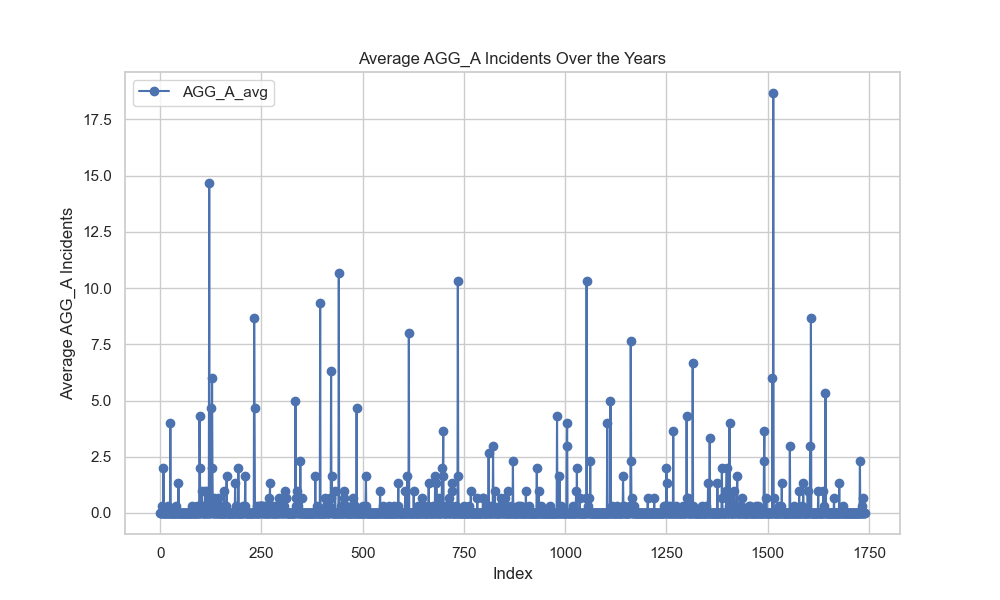 Average AGG_A Incidents Over the Years
AGG_A_avg
Average AGG_A Incidents
17.5
15.0
12.5
10.0
7.5
5.0
2.5
0.0
0 250 500 750 1000 1250 1500 1750
Index